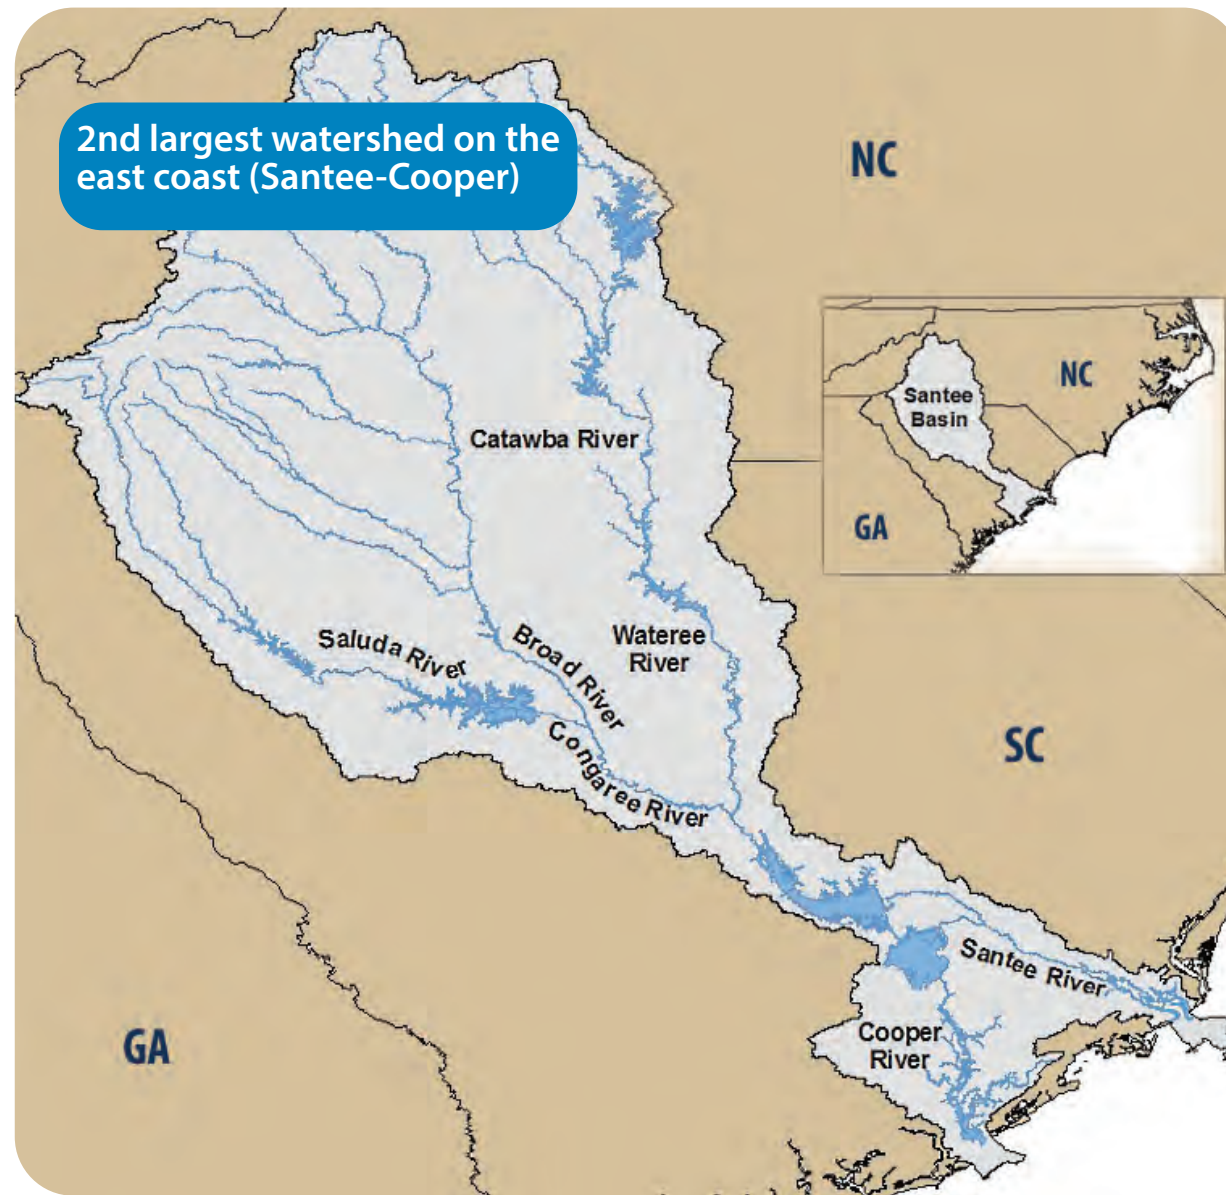 2nd largest watershed on the
east coast (Santee-Cooper)
NC
NC
Santee
Basin
GA
Catawba River
Wateree
River
Saluda River
Broad River
Congaree River
SC
Santee River
Cooper
River
GA